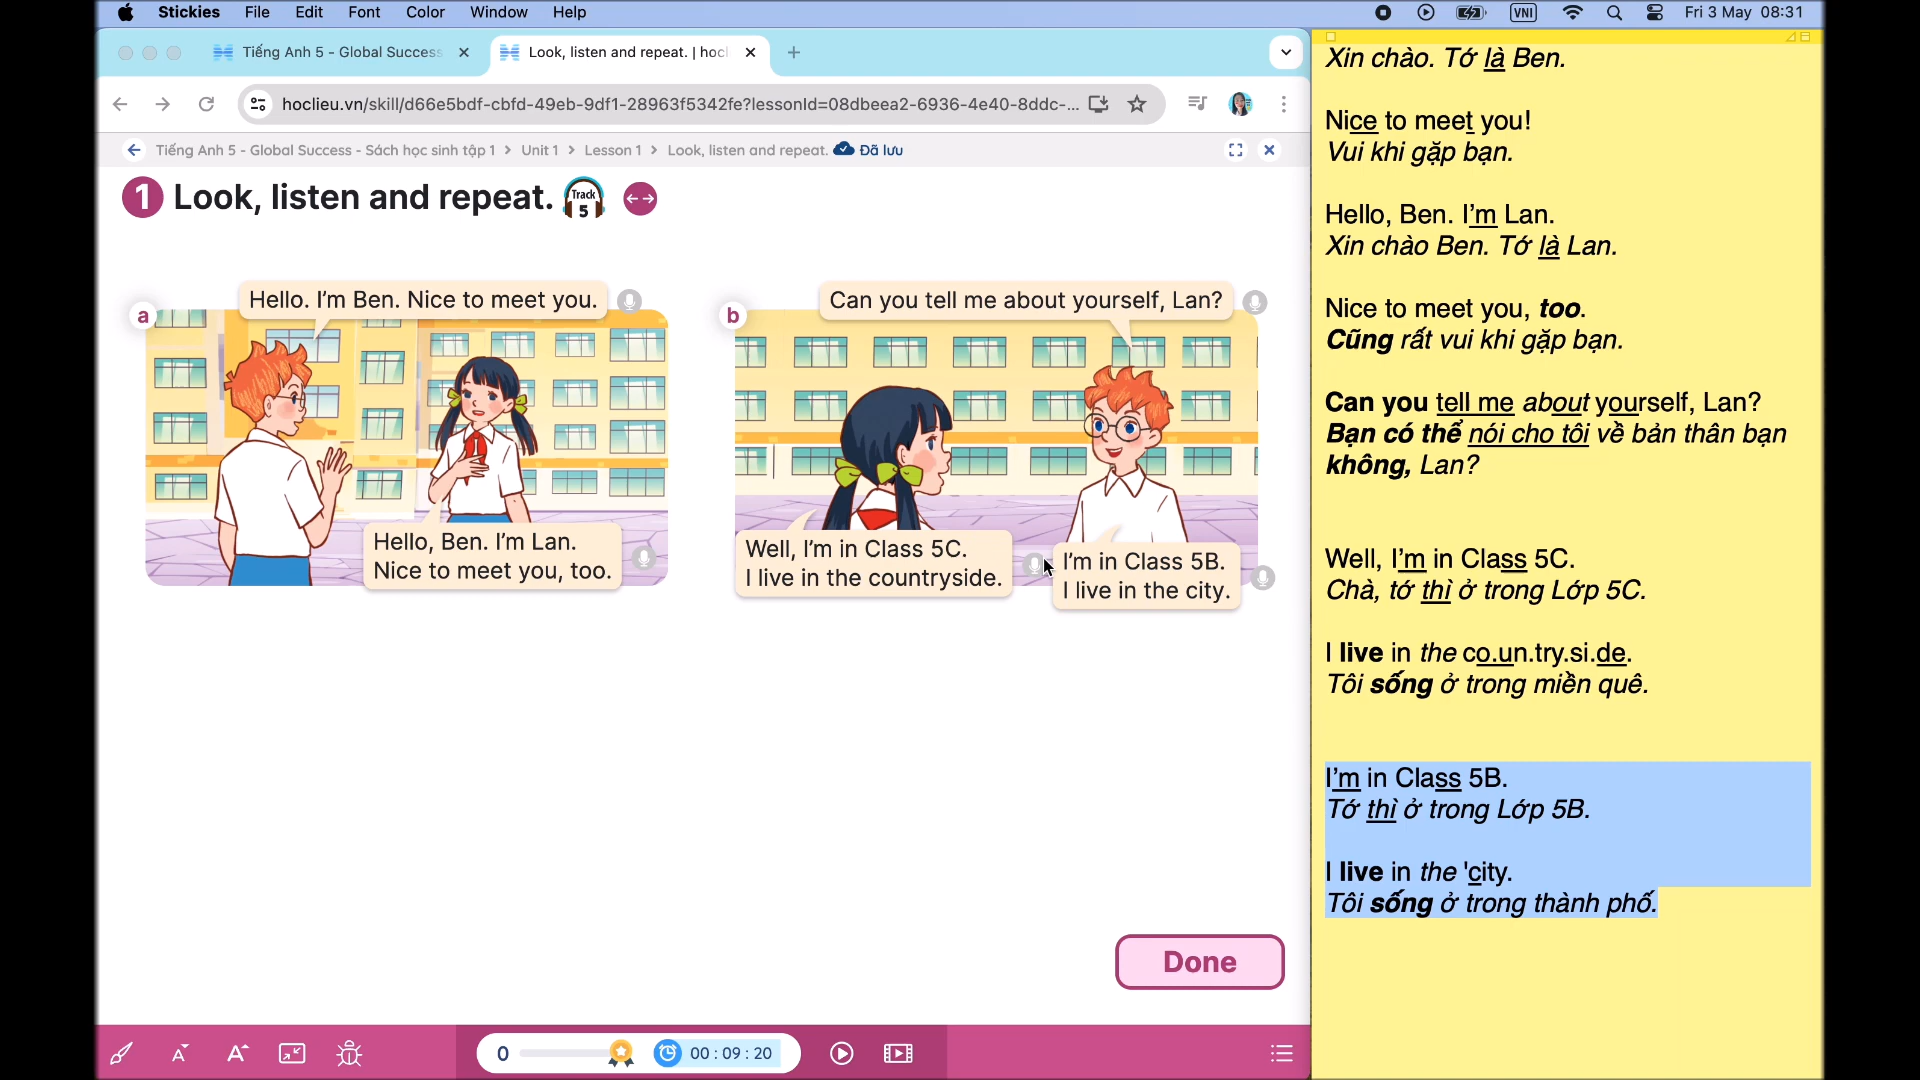 Stickies File Edit Font Color Window Help
VNI Fri 3 May 08:31
Tiếng Anh 5 - Global Success
Look, listen and repeat. | hocl
hoclieu.vn/skill/d66e5bdf-cbfd-49eb-9df1-28963f5342fe?lessonId=08dbeea2-6936-4e40-8ddc-...
Tiếng Anh 5 - Global Success - Sách học sinh tập 1 > Unit 1 > Lesson 1 > Look, listen and repeat. Đã lưu
1 Look, listen and repeat. Track 5
a
Hello. I'm Ben. Nice to meet you.
Hello, Ben. I'm Lan.
Nice to meet you, too.
b
Can you tell me about yourself, Lan?
Well, I'm in Class 5C.
I live in the countryside.
I'm in Class 5B.
I live in the city.
Done
0
00 : 09 : 20
Xin chào. Tớ là Ben.
Nice to meet you!
Vui khi gặp bạn.
Hello, Ben. I'm Lan.
Xin chào Ben. Tớ là Lan.
Nice to meet you, too.
Cũng rất vui khi gặp bạn.
Can you tell me about yourself, Lan?
Bạn có thể nói cho tôi về bản thân bạn
không, Lan?
Well, I'm in Class 5C.
Chà, tớ thì ở trong Lớp 5C.
I live in the co.un.try.si.de.
Tôi sống ở trong miền quê.
I'm in Class 5B.
Tớ thì ở trong Lớp 5B.
I live in the 'city.
Tôi sống ở trong thành phố.